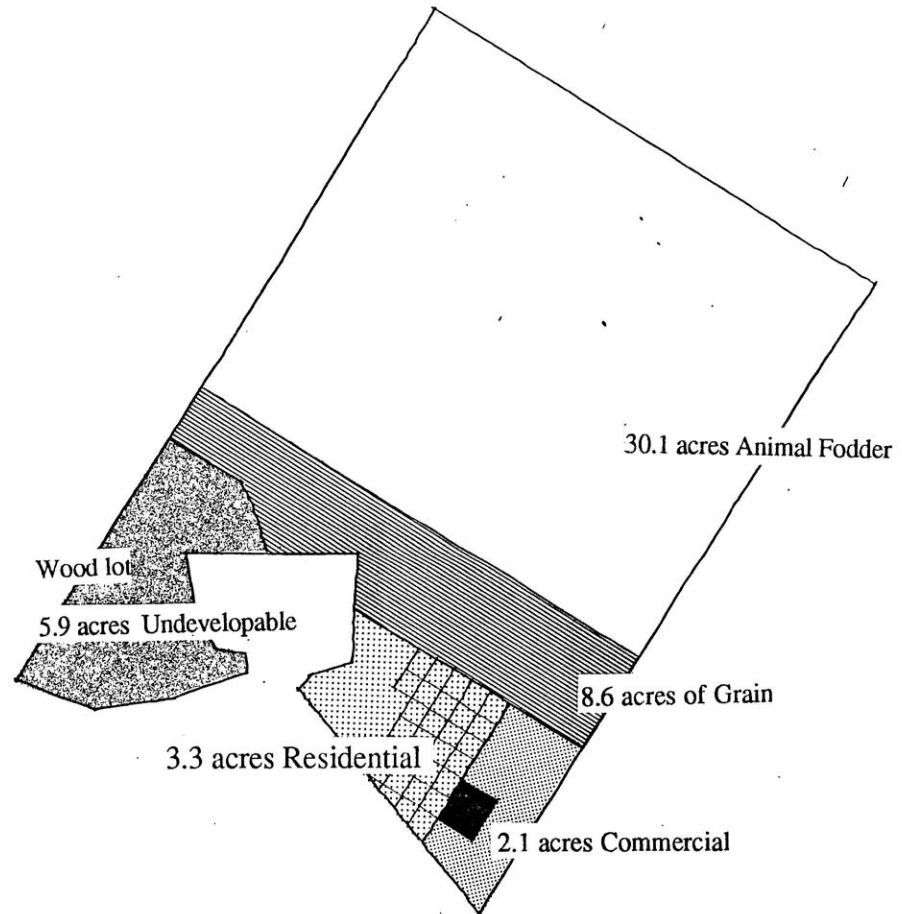 30.1 acres Animal Fodder
Wood lot
5.9 acres Undevelopable
8.6 acres of Grain
3.3 acres Residential
2.1 acres Commercial